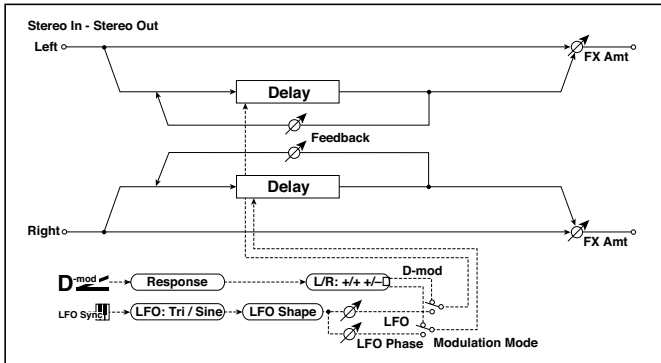 Stereo In - Stereo Out
Left
FX Amt
Delay
Feedback
Delay
Right
FX Amt
D-mod
D-mod
Response
L/R: +/+ +/–
LFO Sync
LFO: Tri / Sine
LFO Shape
LFO
LFO Phase
Modulation Mode